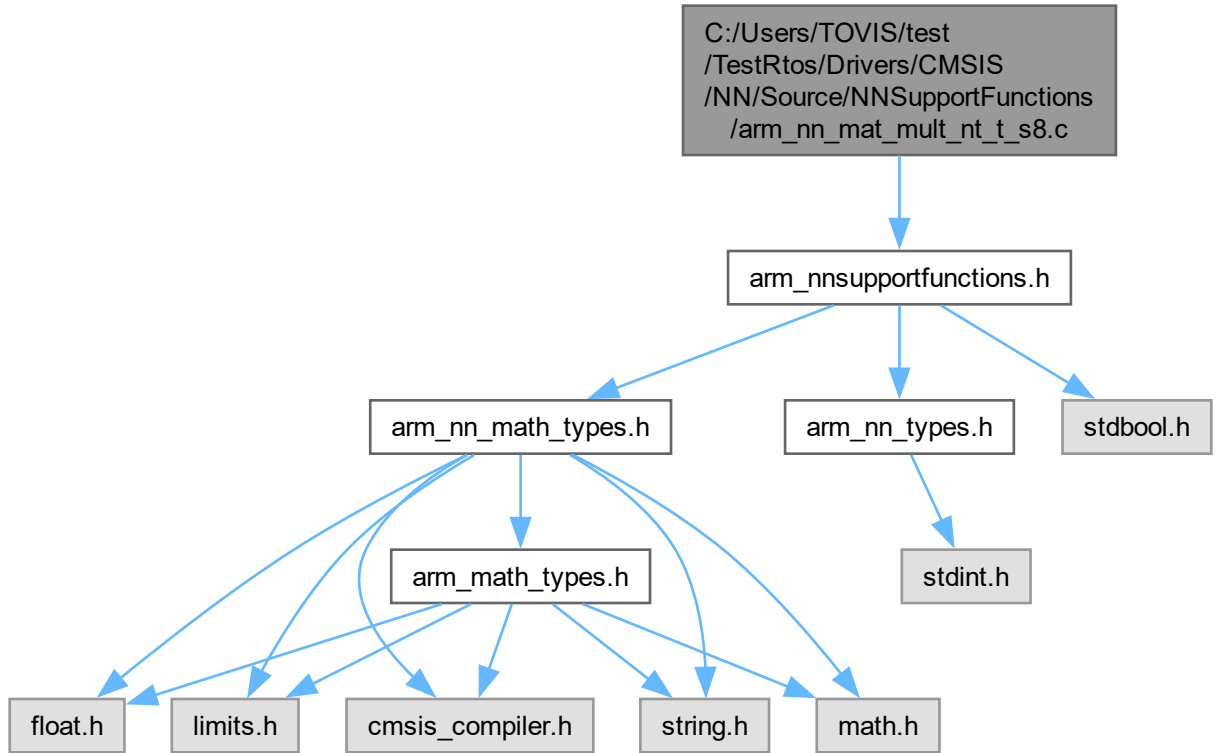 C:/Users/TOVIS/test
/TestRtos/Drivers/CMSIS
/NN/Source/NNSupportFunctions
/arm_nn_mat_mult_nt_t_s8.c
arm_nnsupportfunctions.h
arm_nn_math_types.h
arm_nn_types.h
stdbool.h
arm_math_types.h
stdint.h
float.h
limits.h
cmsis_compiler.h
string.h
math.h